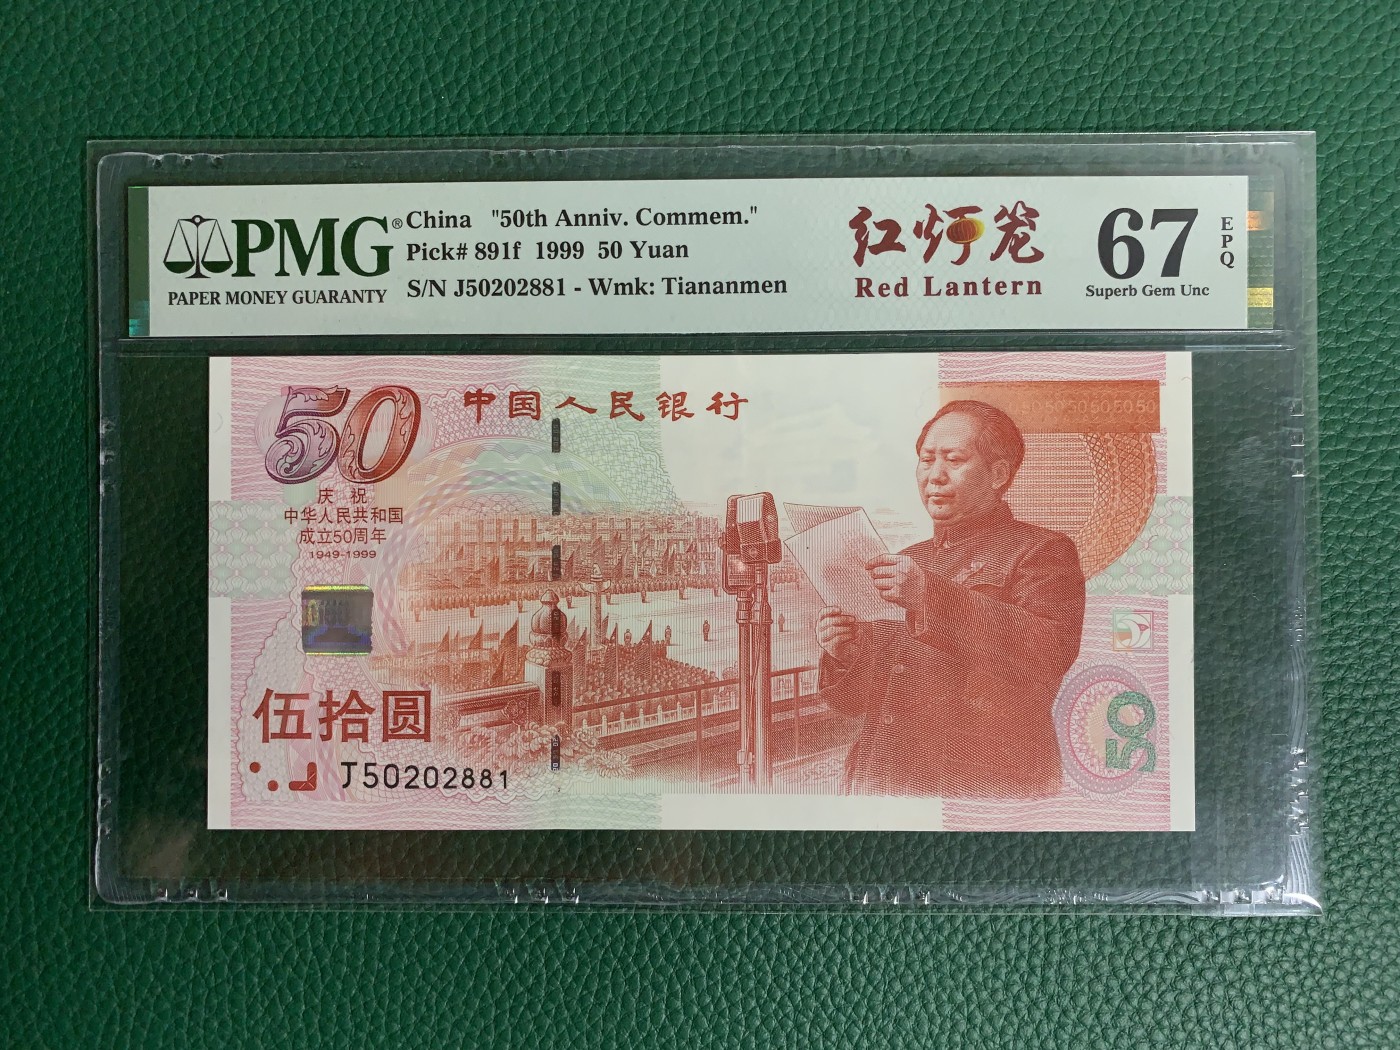 PMG®
PAPER MONEY GUARANTY
China "50th Anniv. Commem."
Pick# 891f 1999 50 Yuan
S/N J50202881 - Wmk: Tiananmen
红灯笼
Red Lantern
67
EPQ
Superb Gem Unc
50
中国人民银行
505050505050
庆祝
中华人民共和国
成立50周年
1949-1999
伍拾圆
J50202881
50